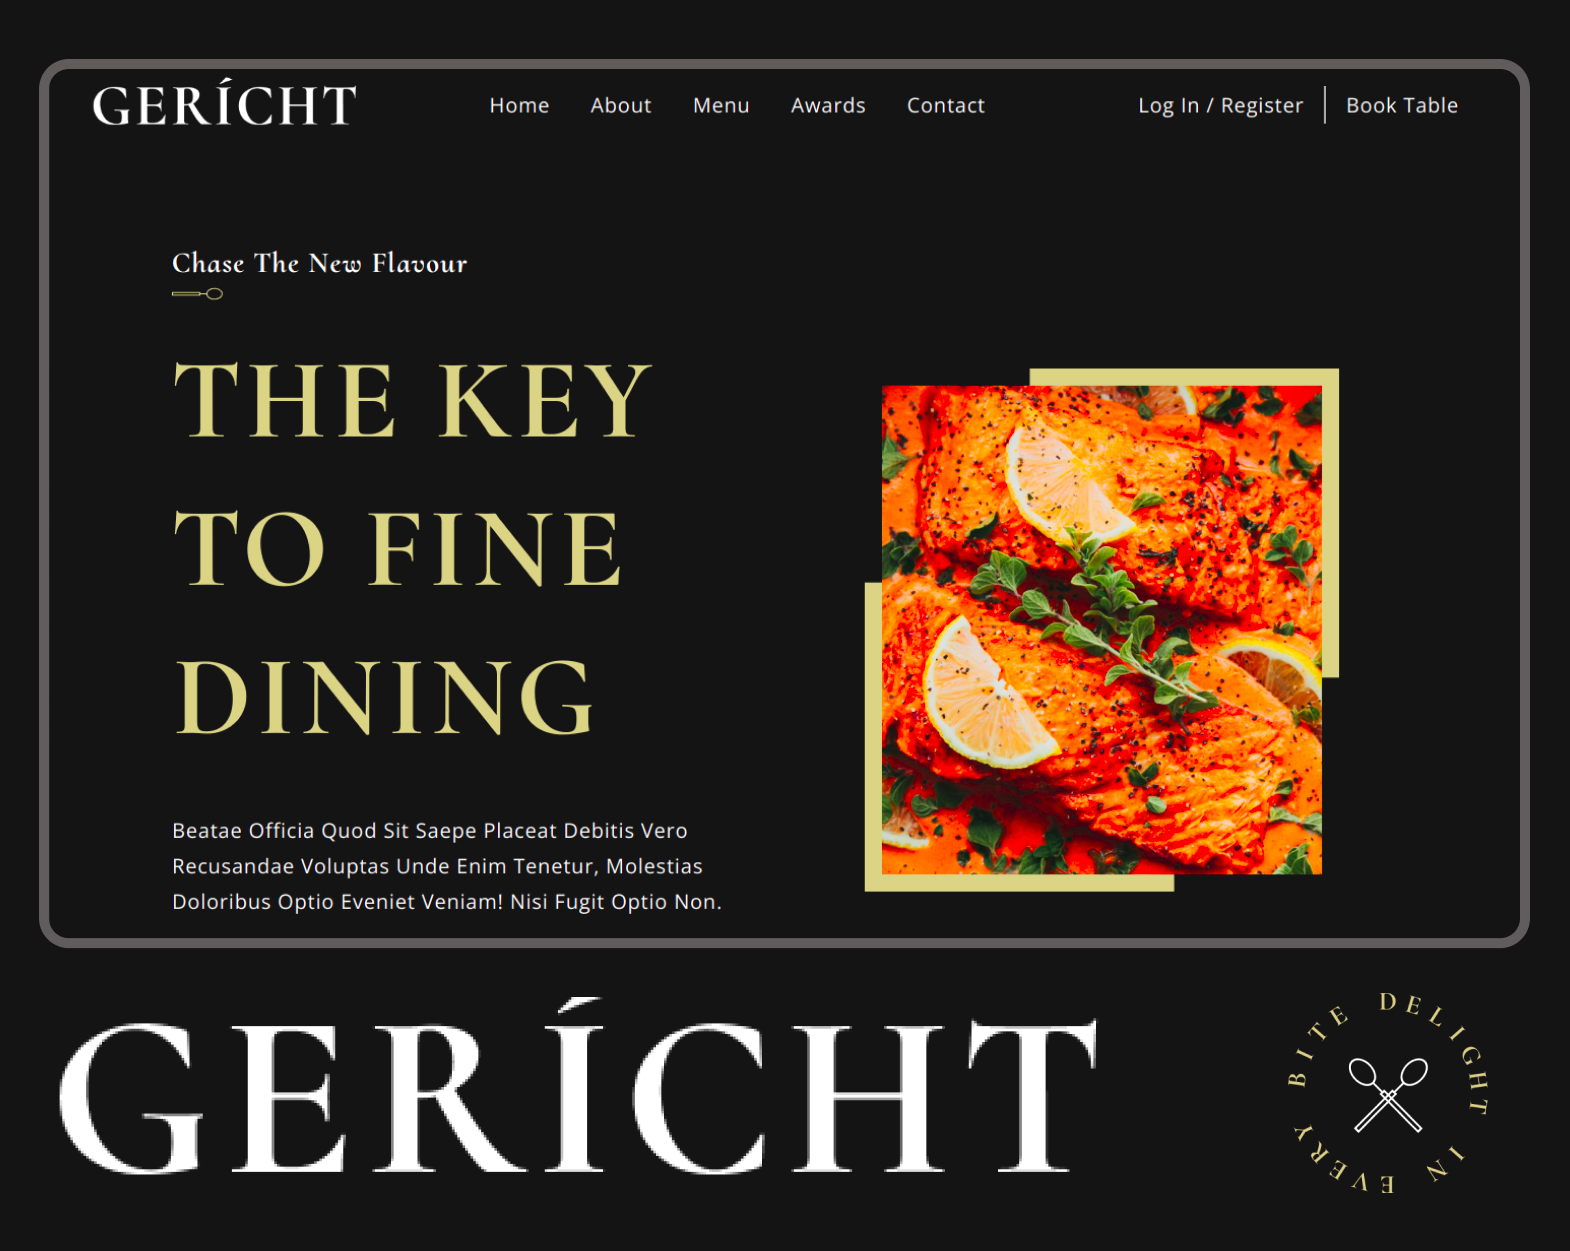 GERÍCHT
Home About Menu Awards Contact
Log In / Register Book Table
Chase The New Flavour
THE KEY
TO FINE
DINING
Beatae Officia Quod Sit Saepe Placeat Debitis Vero
Recusandae Voluptas Unde Enim Tenetur, Molestias
Doloribus Optio Eveniet Veniam! Nisi Fugit Optio Non.
GERÍCHT
DELIGHT IN EVERY BITE